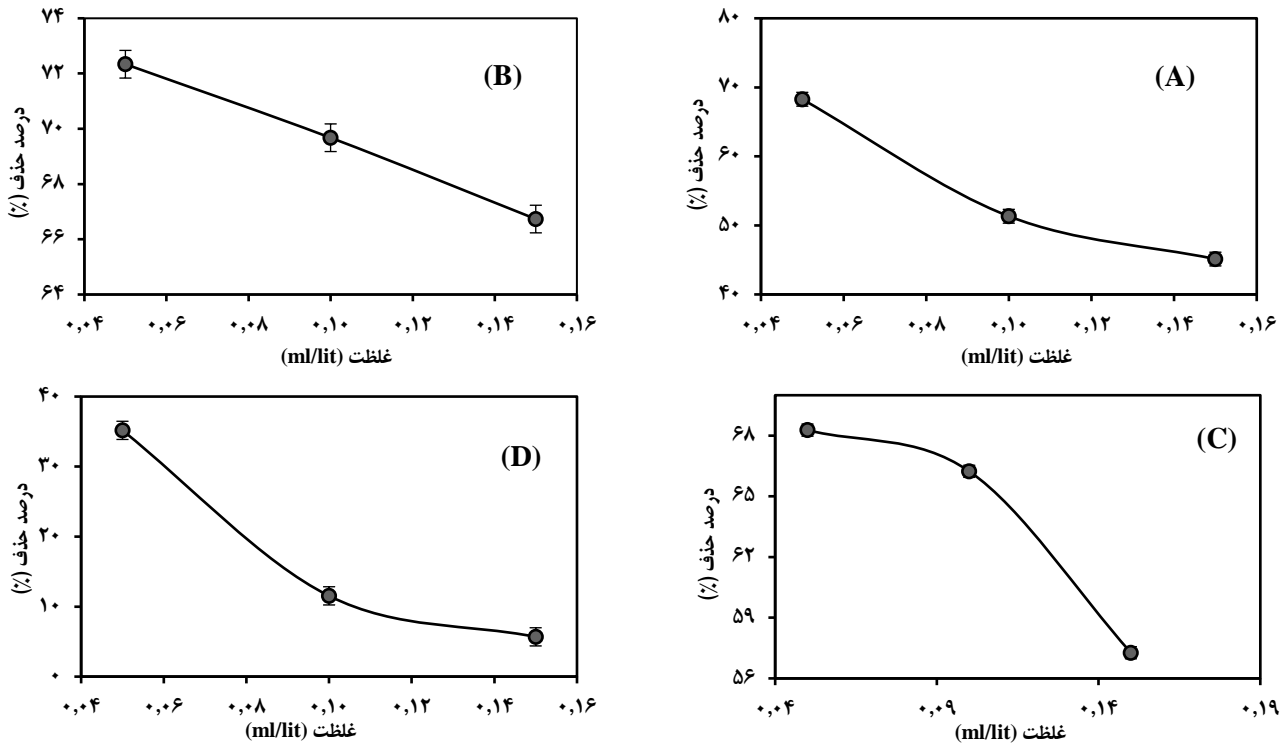 (B)
درصد حذف (%)
۷۴
۷۲
۷۰
۶۸
۶۶
۶۴
۰,۰۴ ۰,۰۶ ۰,۰۸ ۰,۱۰ ۰,۱۲ ۰,۱۴ ۰,۱۶
غلظت (ml/lit)
(A)
درصد حذف (%)
۸۰
۷۰
۶۰
۵۰
۴۰
۰,۰۴ ۰,۰۶ ۰,۰۸ ۰,۱۰ ۰,۱۲ ۰,۱۴ ۰,۱۶
غلظت (ml/lit)
(D)
درصد حذف (%)
۴۰
۳۰
۲۰
۱۰
۰
۰,۰۴ ۰,۰۶ ۰,۰۸ ۰,۱۰ ۰,۱۲ ۰,۱۴ ۰,۱۶
غلظت (ml/lit)
(C)
درصد حذف (%)
۶۸
۶۵
۶۲
۵۹
۵۶
۰,۰۴ ۰,۰۹ ۰,۱۴ ۰,۱۹
غلظت (ml/lit)